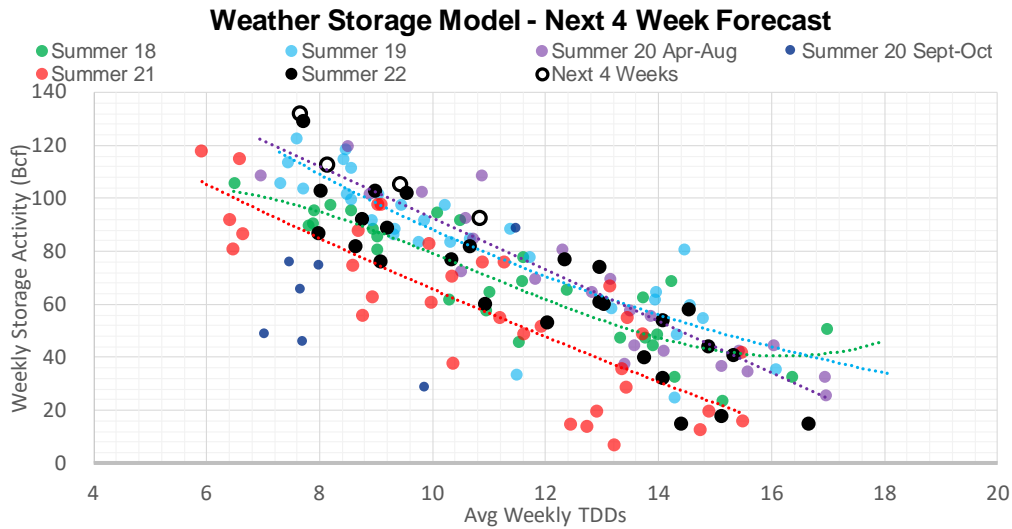 Weather Storage Model - Next 4 Week Forecast
Summer 18 Summer 19 Summer 20 Apr-Aug Summer 20 Sept-Oct
Summer 21 Summer 22 Next 4 Weeks
140
120
100
80
60
40
20
0
Weekly Storage Activity (Bcf)
4 6 8 10 12 14 16 18 20
Avg Weekly TDDs